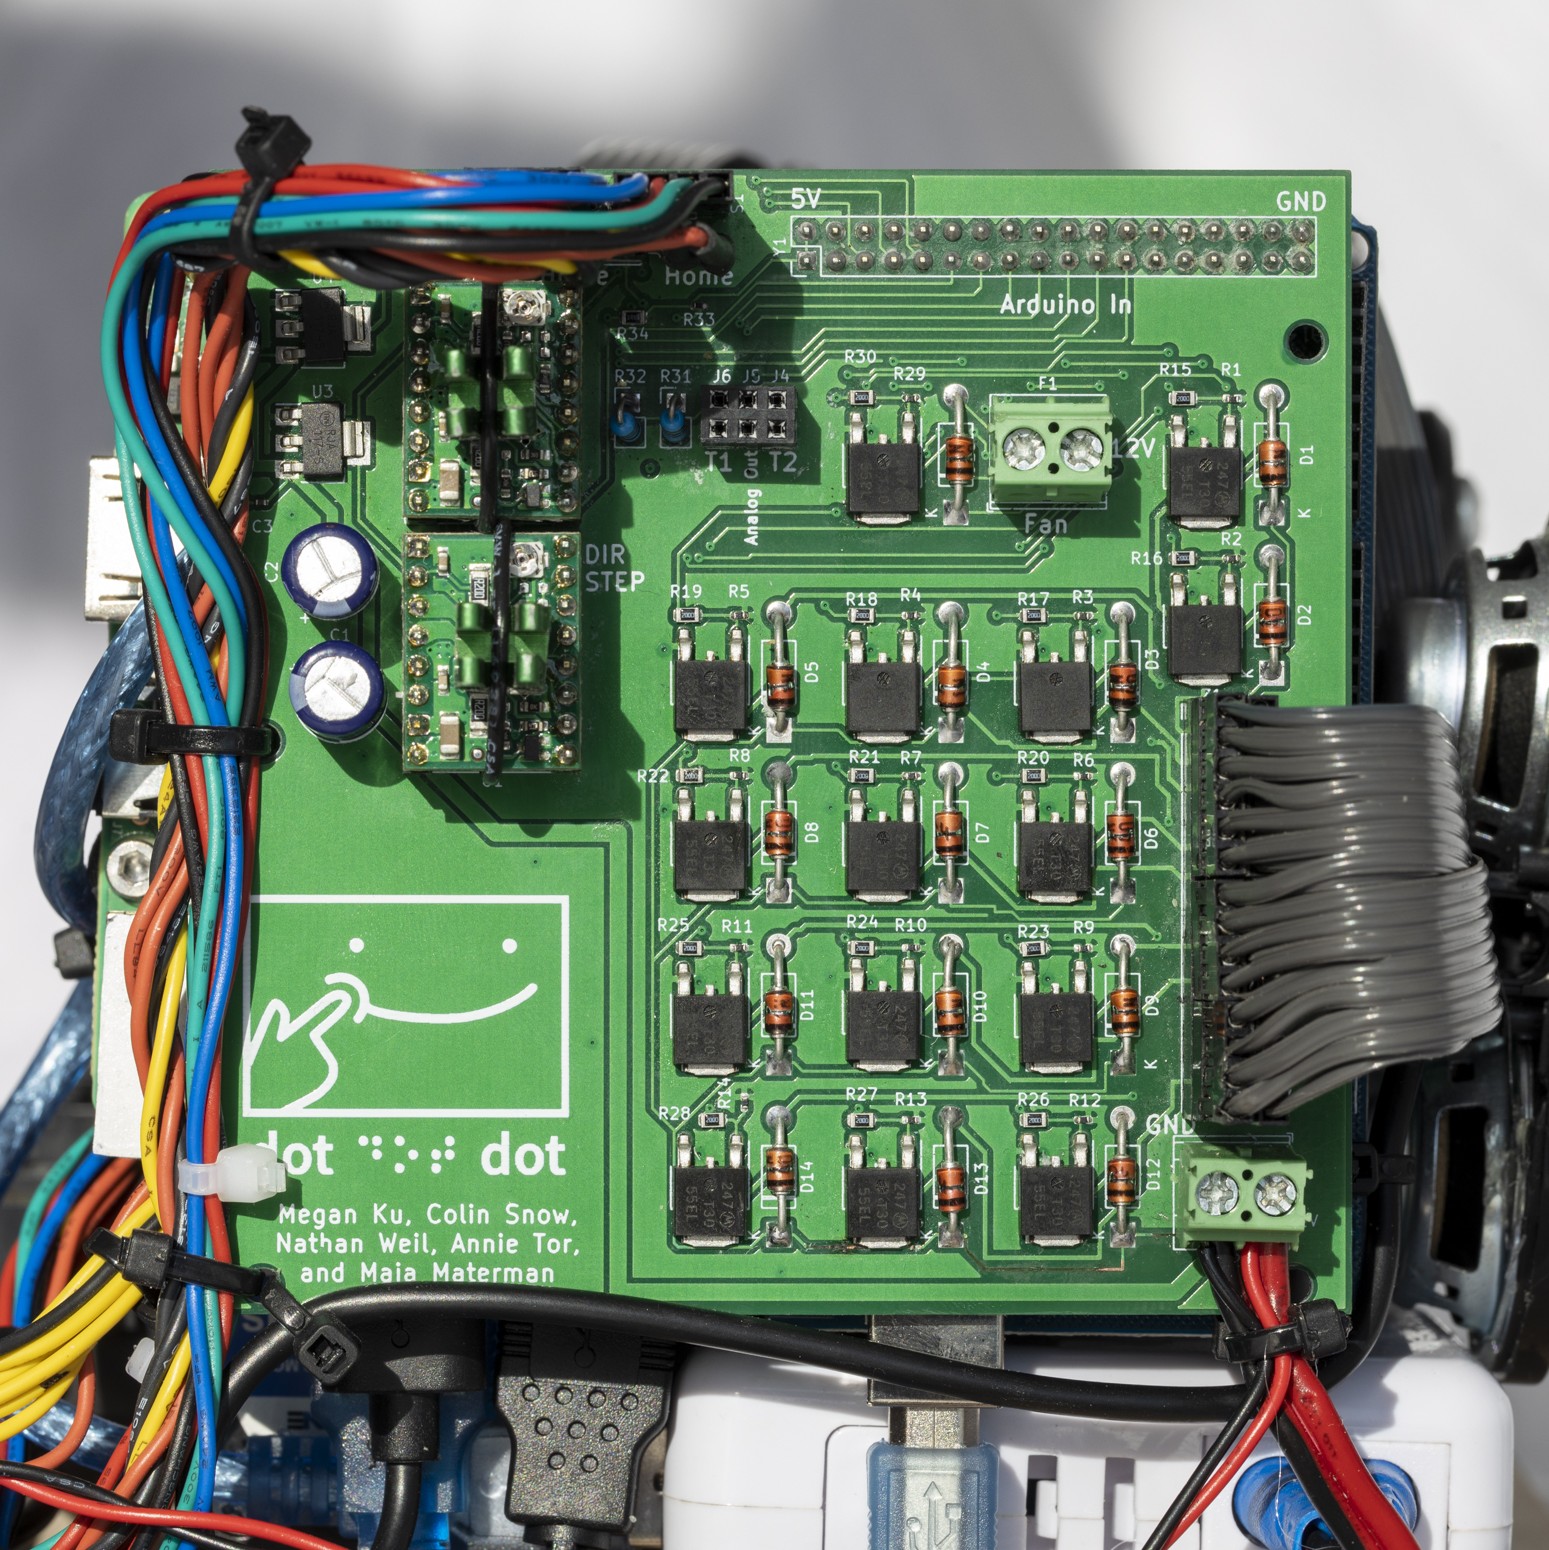 5V GND
Home
Arduino In
R34 R33
R30
R29
R32 R31 J6 J5 J4
F1
R15 R1
U3
T1 T2
Analog Out
12V
D1
K
K
Fan
C3
C2
DIR
STEP
R16 R2
D2
K
C1
R19 R5 R18 R4 R17 R3
D5 D4 D3
K K
R22 R8 R21 R7 R20 R6
D8 D7 D6
K K K
R25 R11 R24 R10 R23 R9
D11 D10 D9
K K K
R28 R14 R27 R13 R26 R12
GND
D14 D13 D12
K K K
dot dot
Megan Ku, Colin Snow,
Nathan Weil, Annie Tor,
and Maia Materman